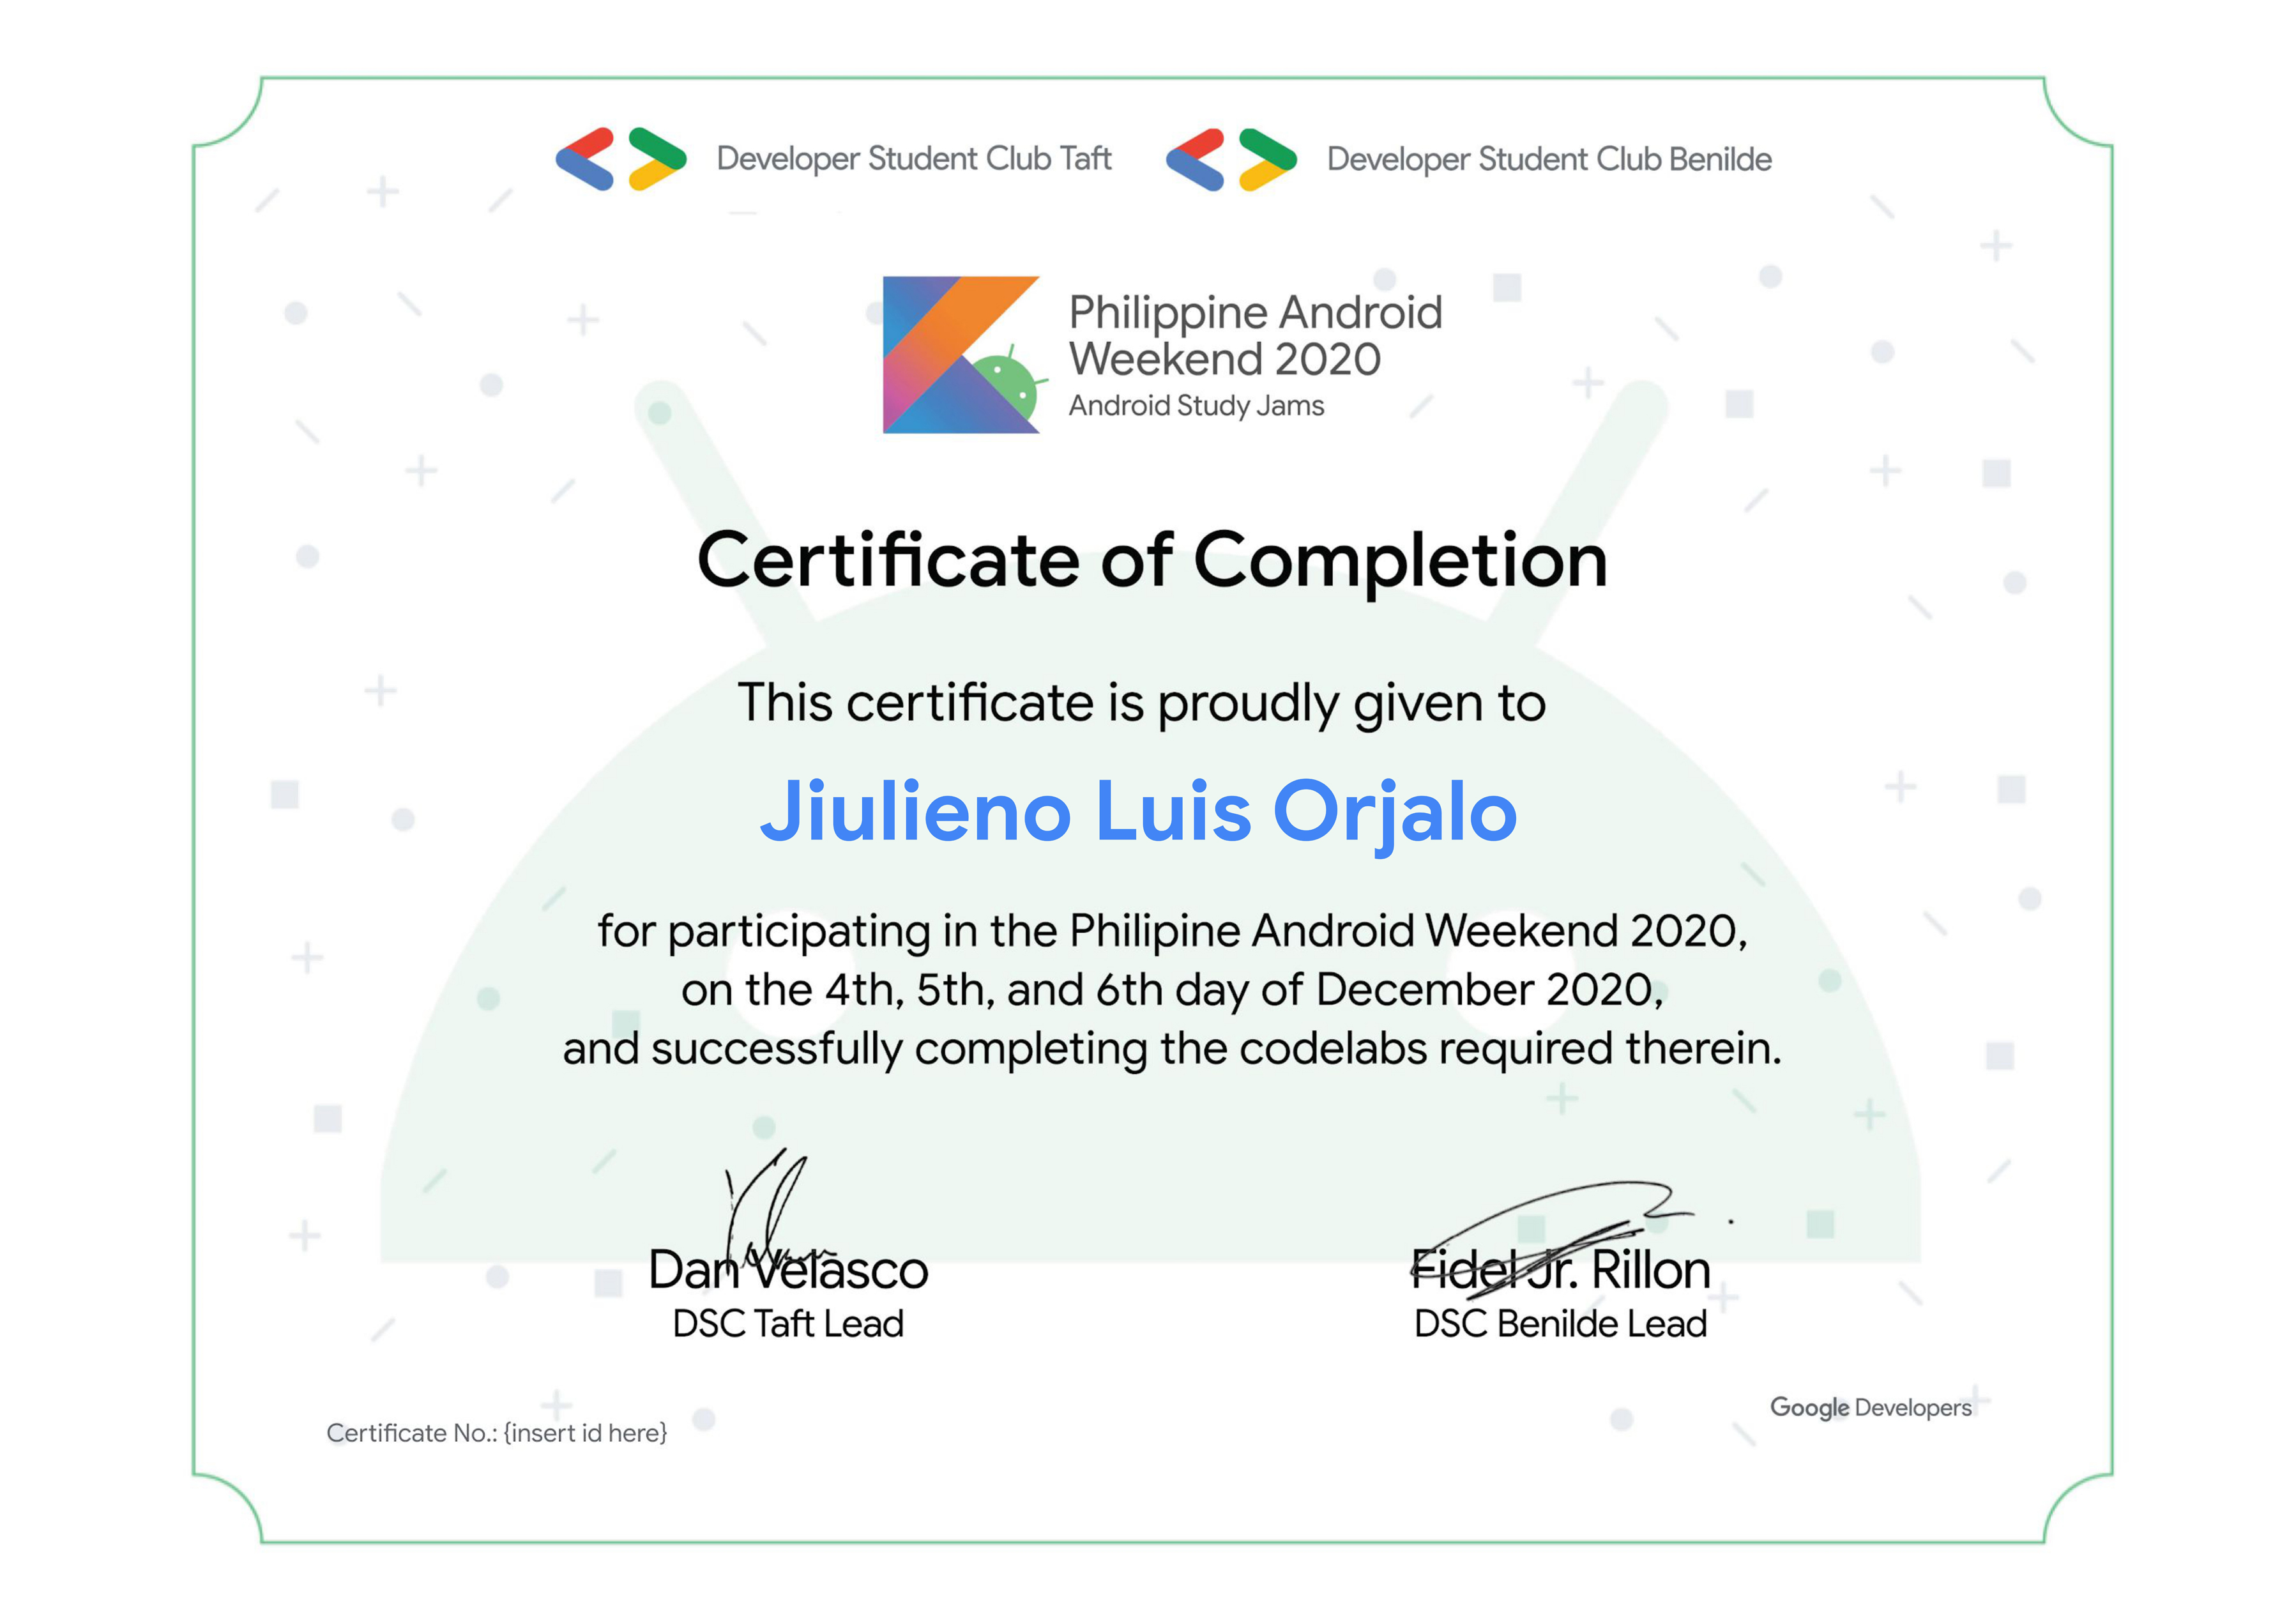 Developer Student Club Taft
Developer Student Club Benilde
Philippine Android
Weekend 2020
Android Study Jams
Certificate of Completion
This certificate is proudly given to
Jiulieno Luis Orjalo
for participating in the Philipine Android Weekend 2020,
on the 4th, 5th, and 6th day of December 2020,
and successfully completing the codelabs required therein.
Dan Velasco
DSC Taft Lead
Fidel Jr. Rillon
DSC Benilde Lead
Certificate No.: {insert id here}
Google Developers